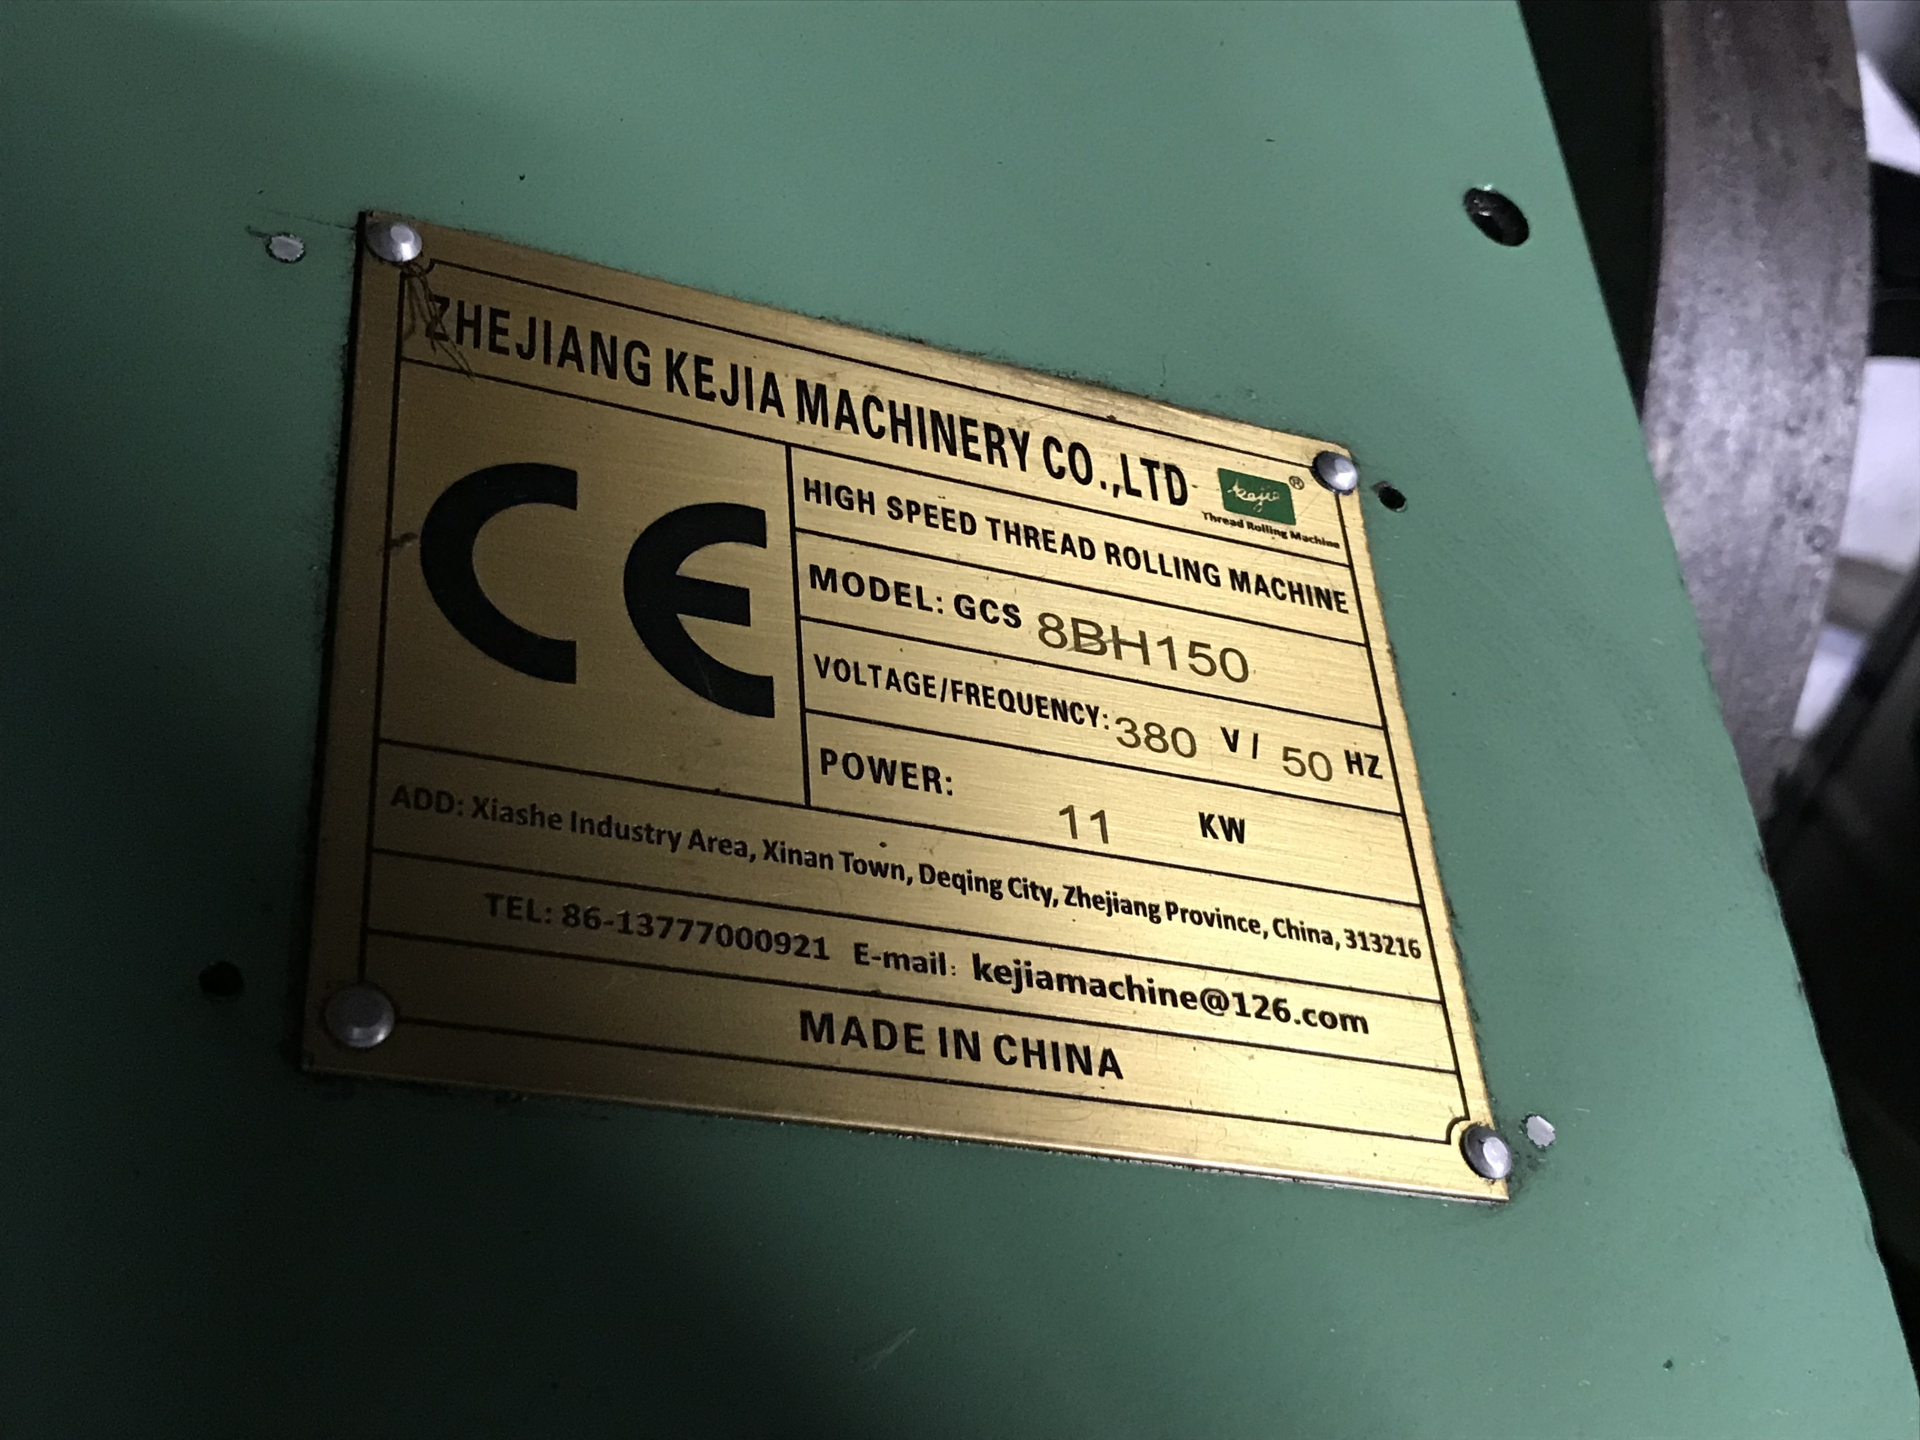 ZHEJIANG KEJIA MACHINERY CO.,LTD
kejia ®
Thread Rolling Machine
CE
HIGH SPEED THREAD ROLLING MACHINE
MODEL: GCS 8BH150
VOLTAGE/FREQUENCY: 380 V / 50 HZ
POWER: 11 KW
ADD: Xiashe Industry Area, Xinan Town, Deqing City, Zhejiang Province, China, 313216
TEL: 86-13777000921 E-mail: kejiamachine@126.com
MADE IN CHINA